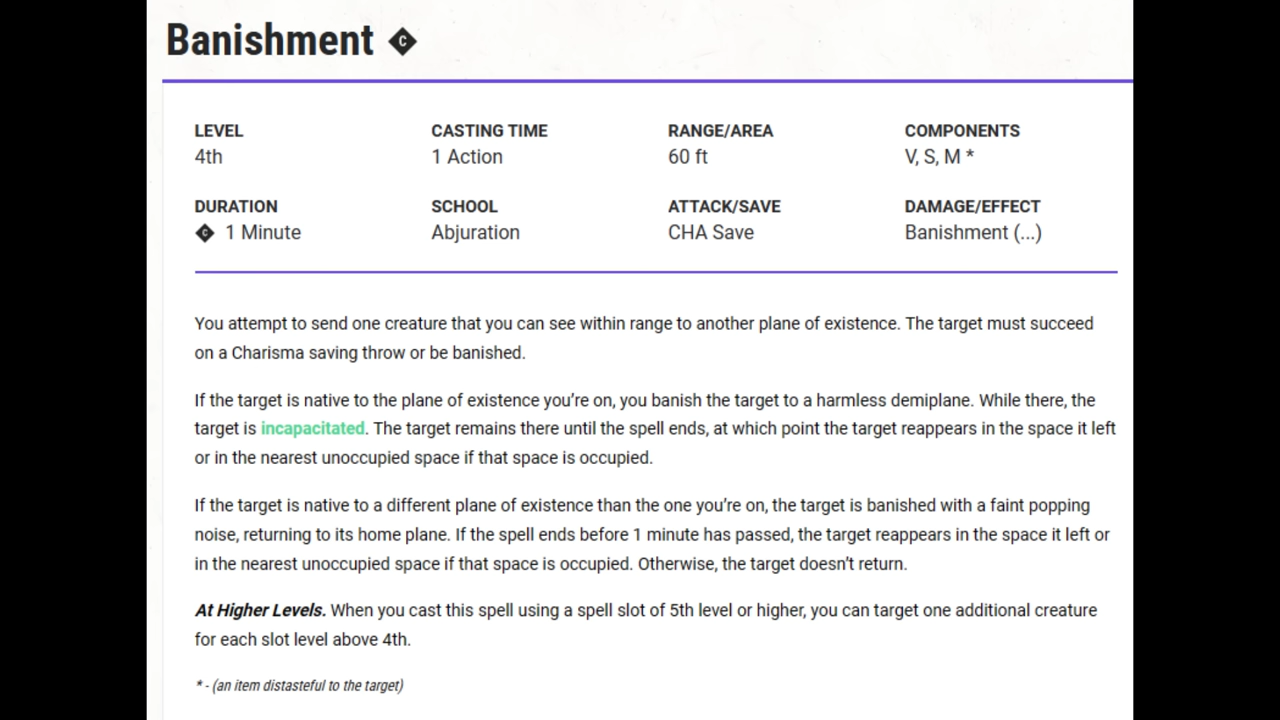 Banishment C
LEVEL CASTING TIME RANGE/AREA COMPONENTS
4th 1 Action 60 ft V, S, M *
DURATION SCHOOL ATTACK/SAVE DAMAGE/EFFECT
C 1 Minute Abjuration CHA Save Banishment (...)
You attempt to send one creature that you can see within range to another plane of existence. The target must succeed
on a Charisma saving throw or be banished.
If the target is native to the plane of existence you’re on, you banish the target to a harmless demiplane. While there, the
target is incapacitated. The target remains there until the spell ends, at which point the target reappears in the space it left
or in the nearest unoccupied space if that space is occupied.
If the target is native to a different plane of existence than the one you’re on, the target is banished with a faint popping
noise, returning to its home plane. If the spell ends before 1 minute has passed, the target reappears in the space it left or
in the nearest unoccupied space if that space is occupied. Otherwise, the target doesn’t return.
At Higher Levels. When you cast this spell using a spell slot of 5th level or higher, you can target one additional creature
for each slot level above 4th.
* - (an item distasteful to the target)